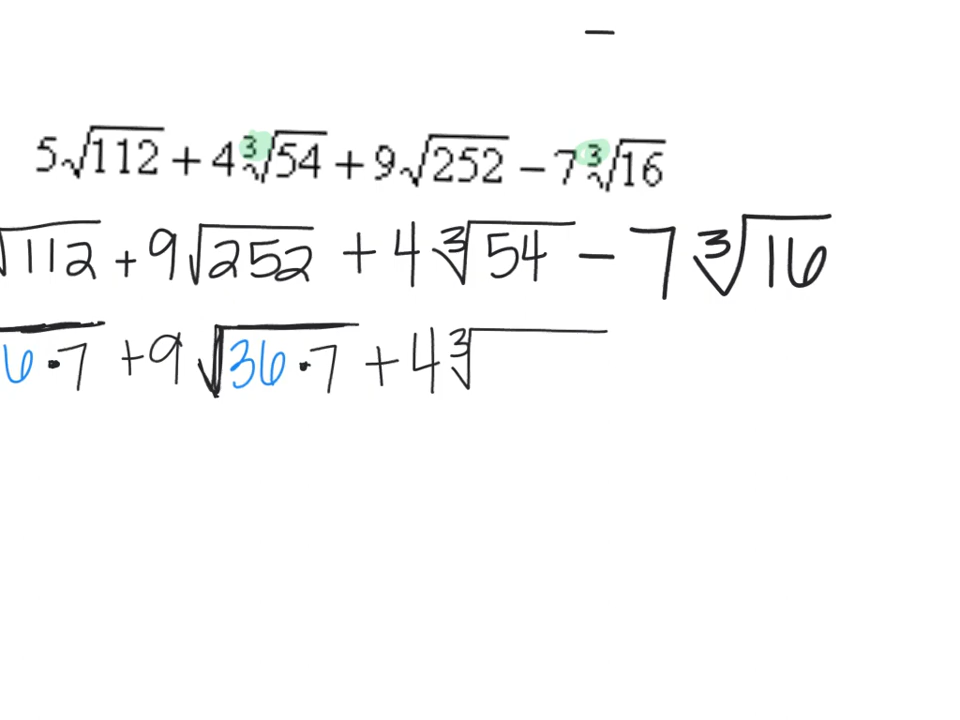 —
5√112 + 4∛54 + 9√252 – 7∛16
√112 + 9√252 + 4∛54 – 7∛16
6·7 + 9√36·7 + 4∛